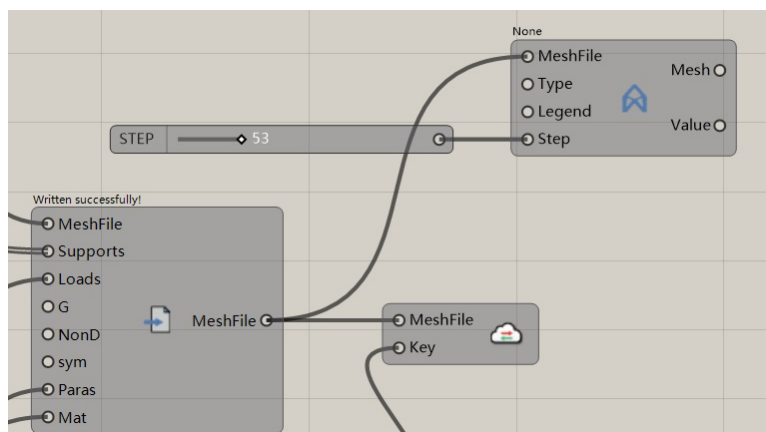 None
MeshFile
Mesh
Type
Legend
Value
Step
STEP
53
Written successfully!
MeshFile
Supports
Loads
G
MeshFile
NonD
sym
Paras
Mat
MeshFile
Key